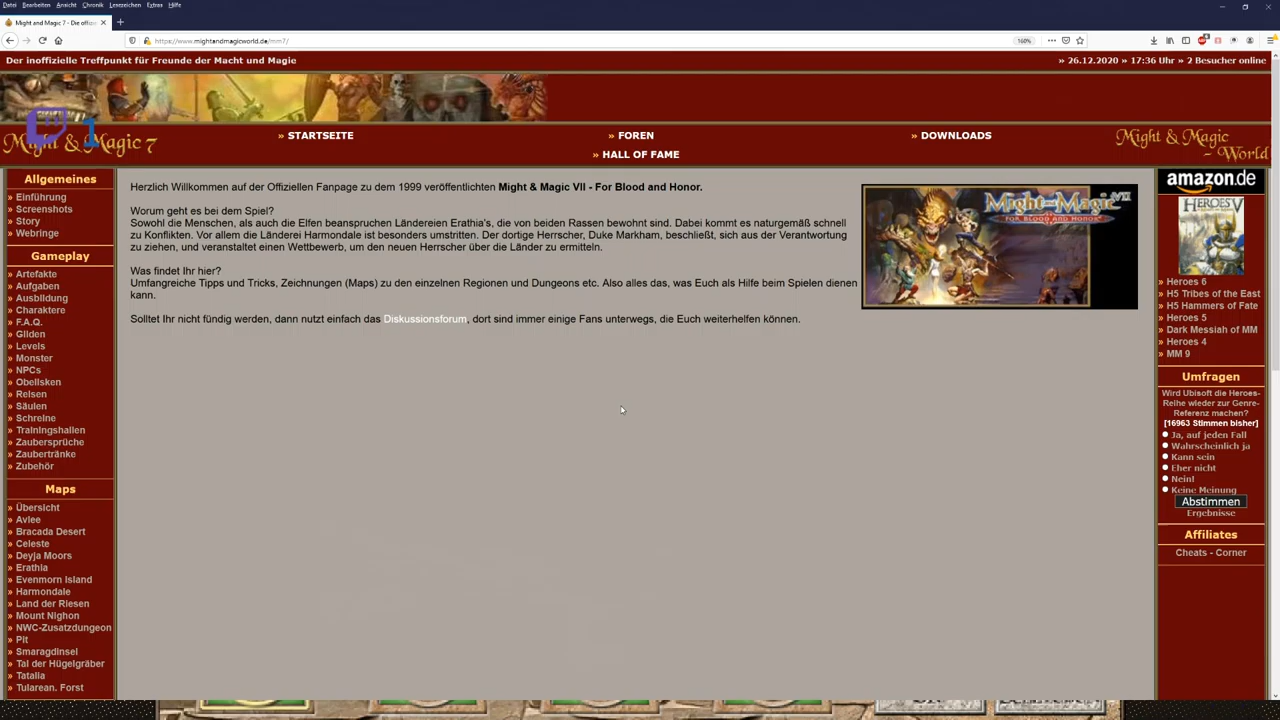 Datei Bearbeiten Ansicht Chronik Lesezeichen Extras Hilfe
Might and Magic 7 - Die offizi
https://www.mightandmagicworld.de/mm7/
160%
Der inoffizielle Treffpunkt für Freunde der Macht und Magie
» 26.12.2020 » 17:36 Uhr » 2 Besucher online
1
Might & Magic 7
» STARTSEITE
» FOREN
» DOWNLOADS
» HALL OF FAME
Might & Magic
~ World
Allgemeines
» Einführung
» Screenshots
» Story
» Webringe
Gameplay
» Artefakte
» Aufgaben
» Ausbildung
» Charaktere
» F.A.Q.
» Gilden
» Levels
» Monster
» NPCs
» Obelisken
» Reisen
» Säulen
» Schreine
» Trainingshallen
» Zaubersprüche
» Zaubertränke
» Zubehör
Maps
» Übersicht
» Avlee
» Bracada Desert
» Celeste
» Deyja Moors
» Erathia
» Evenmorn Island
» Harmondale
» Land der Riesen
» Mount Nighon
» NWC-Zusatzdungeon
» Pit
» Smaragdinsel
» Tal der Hügelgräber
» Tatalia
» Tularean. Forst
Herzlich Willkommen auf der Offiziellen Fanpage zu dem 1999 veröffentlichten Might & Magic VII - For Blood and Honor.
Worum geht es bei dem Spiel?
Sowohl die Menschen, als auch die Elfen beanspruchen Ländereien Erathia's, die von beiden Rassen bewohnt sind. Dabei kommt es naturgemäß schnell
zu Konflikten. Vor allem die Länderei Harmondale ist besonders umstritten. Der dortige Herrscher, Duke Markham, beschließt, sich aus der Verantwortung
zu ziehen, und veranstaltet einen Wettbewerb, um den neuen Herrscher über die Länder zu ermitteln.
Was findet Ihr hier?
Umfangreiche Tipps und Tricks, Zeichnungen (Maps) zu den einzelnen Regionen und Dungeons etc. Also alles das, was Euch als Hilfe beim Spielen dienen
kann.
Solltet Ihr nicht fündig werden, dann nutzt einfach das Diskussionsforum, dort sind immer einige Fans unterwegs, die Euch weiterhelfen können.
Might and Magic VII
FOR BLOOD AND HONOR
amazon.de
HEROES V
» Heroes 6
» H5 Tribes of the East
» H5 Hammers of Fate
» Heroes 5
» Dark Messiah of MM
» Heroes 4
» MM 9
Umfragen
Wird Ubisoft die Heroes-
Reihe wieder zur Genre-
Referenz machen?
[16963 Stimmen bisher]
Ja, auf jeden Fall
Wahrscheinlich ja
Kann sein
Eher nicht
Nein!
Keine Meinung
Abstimmen
Ergebnisse
Affiliates
Cheats - Corner